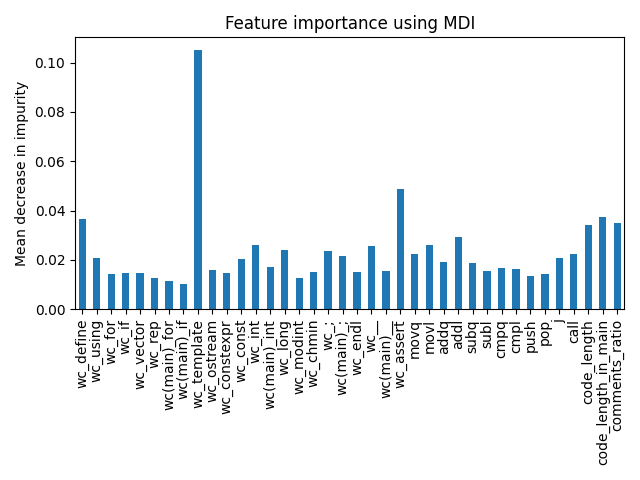 Feature importance using MDI
Mean decrease in impurity
0.10
0.08
0.06
0.04
0.02
0.00
wc_define
wc_using
wc_for
wc_if
wc_vector
wc_rep
wc(main)_for
wc(main)_if
wc_template
wc_ostream
wc_constexpr
wc_const
wc_int
wc(main)_int
wc_long
wc_modint
wc_chmin
wc_;
wc(main)_;
wc_endl
wc__
wc(main)__
wc_assert
movq
movl
addq
addl
subq
subl
cmpq
cmpl
push
pop
j
call
code_length
code_length_in_main
comments_ratio